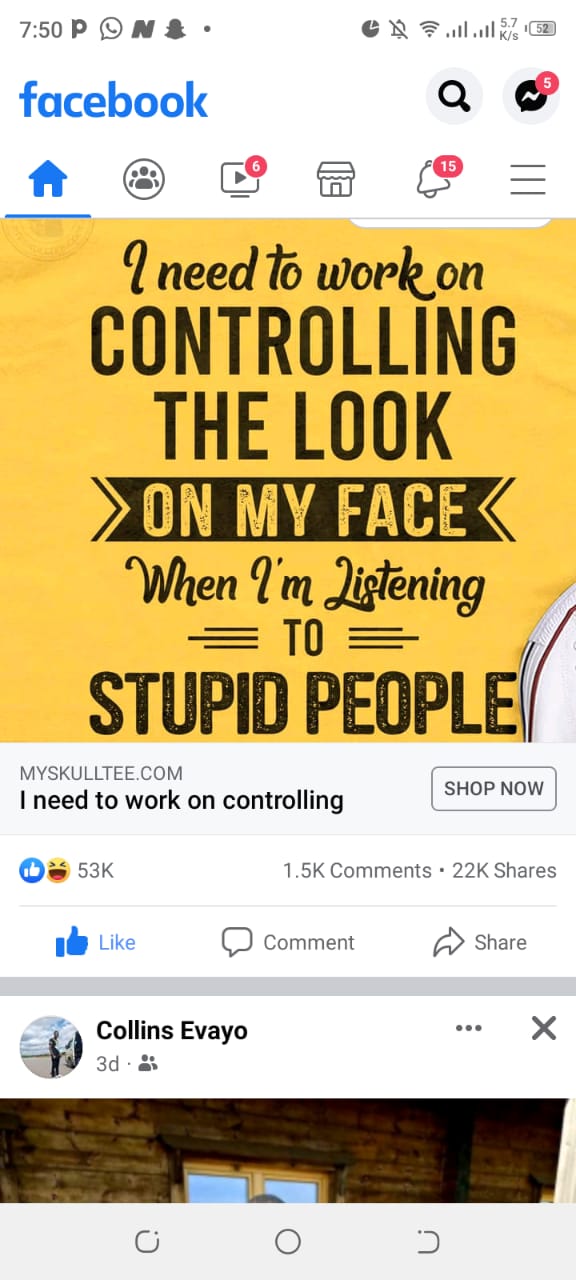 7:50
5.7
K/s
52
facebook
5
6
15
I need to work on
CONTROLLING
THE LOOK
ON MY FACE
When I'm Listening
TO
STUPID PEOPLE
MYSKULLTEE.COM
I need to work on controlling
SHOP NOW
53K
1.5K Comments • 22K Shares
Like
Comment
Share
Collins Evayo
3d ·